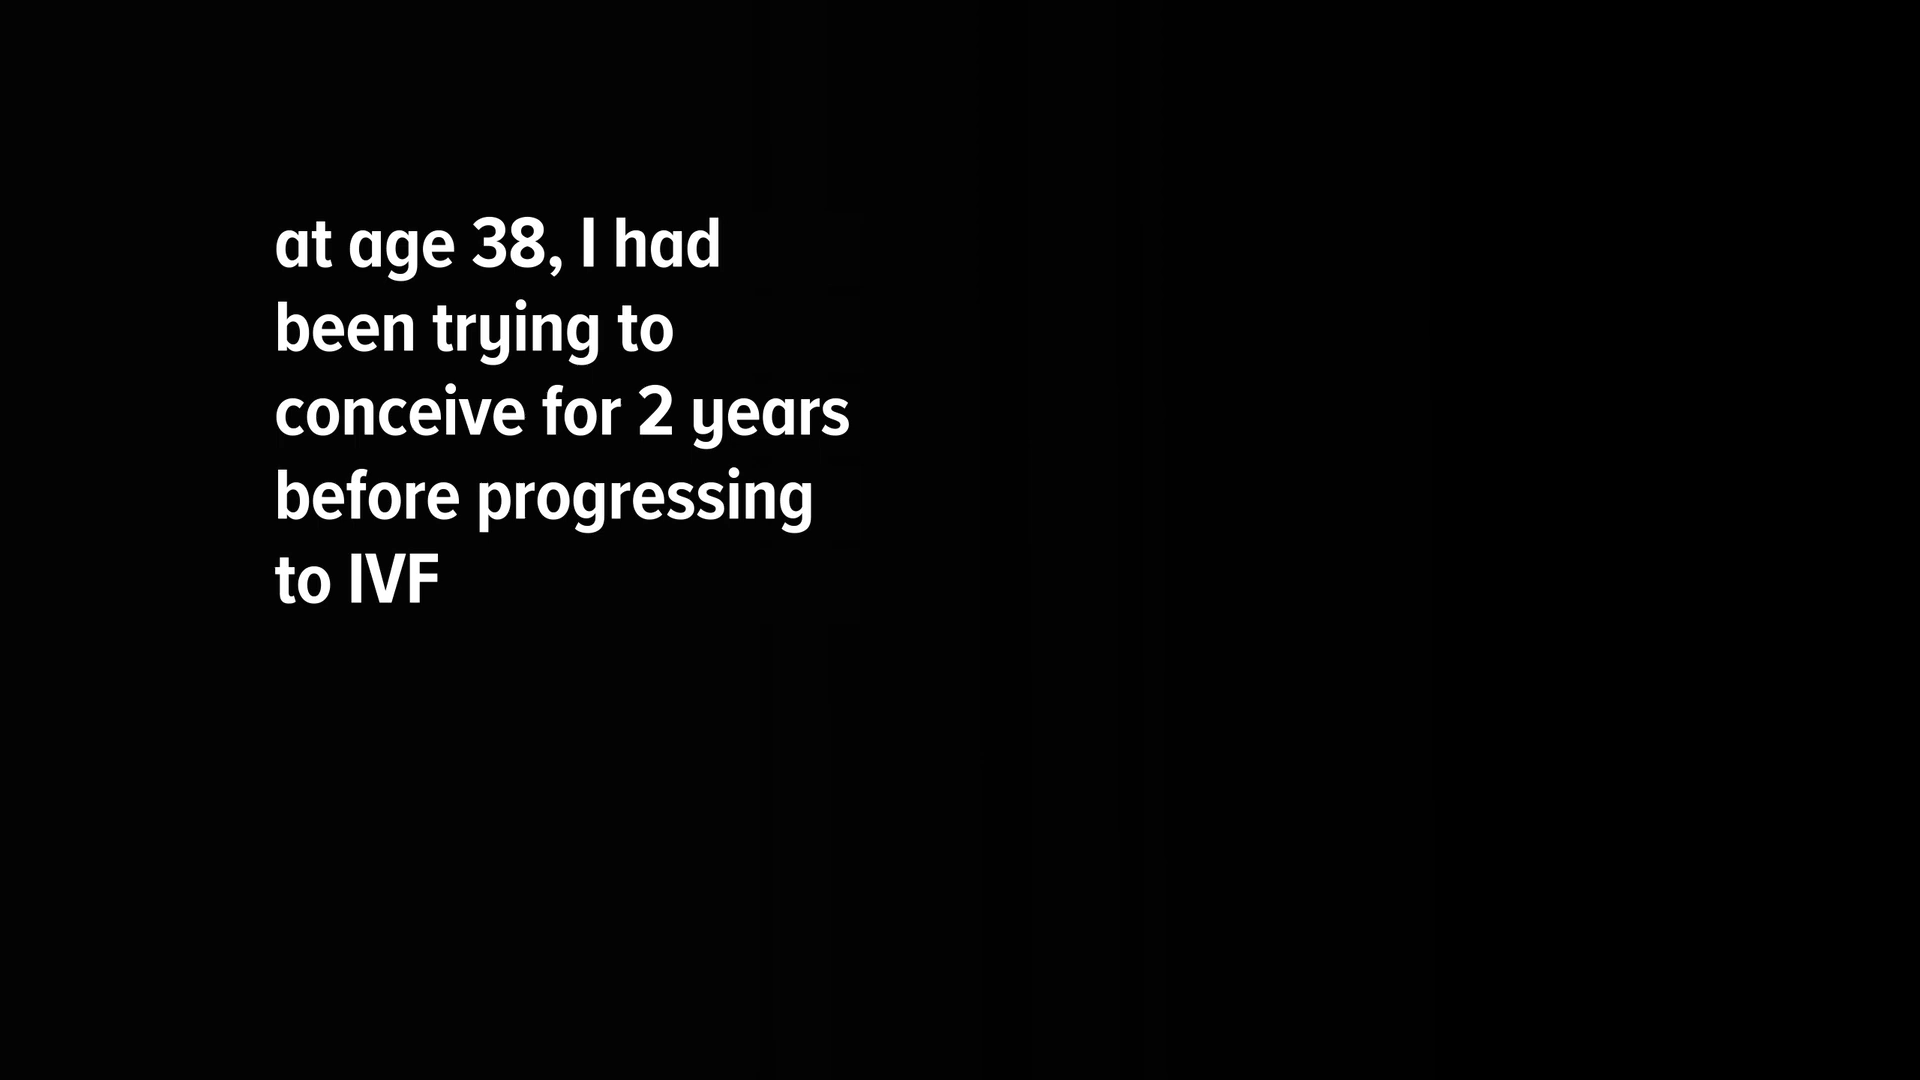 at age 38, I had
been trying to
conceive for 2 years
before progressing
to IVF